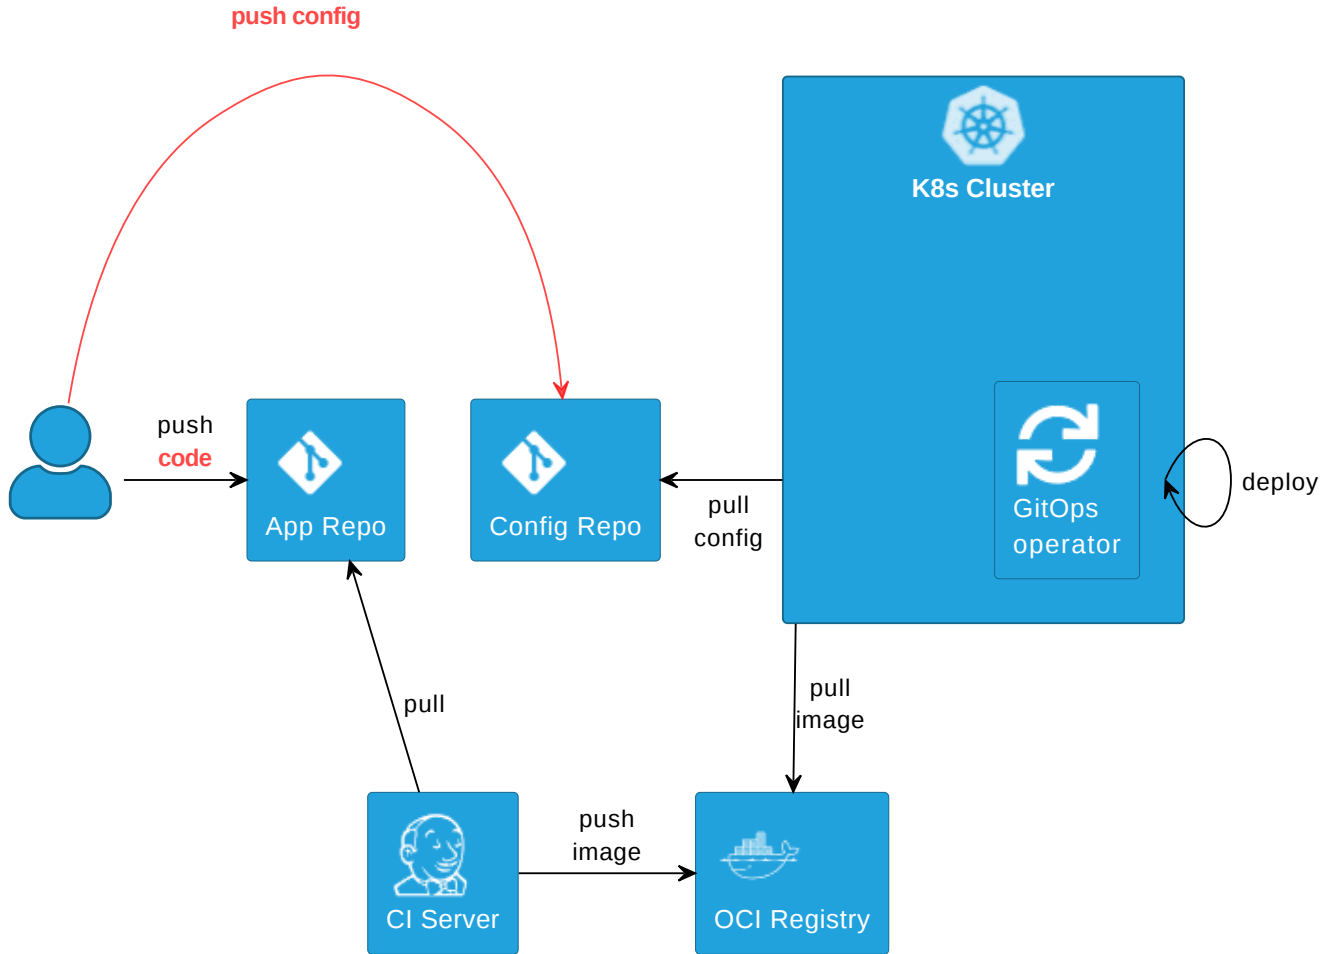 push config
K8s Cluster
push
code
App Repo
Config Repo
pull
config
GitOps
operator
deploy
pull
pull
image
push
image
CI Server
OCI Registry